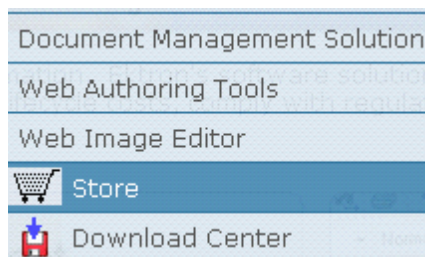 Document Management Solution
Web Authoring Tools
Web Image Editor
Store
Download Center